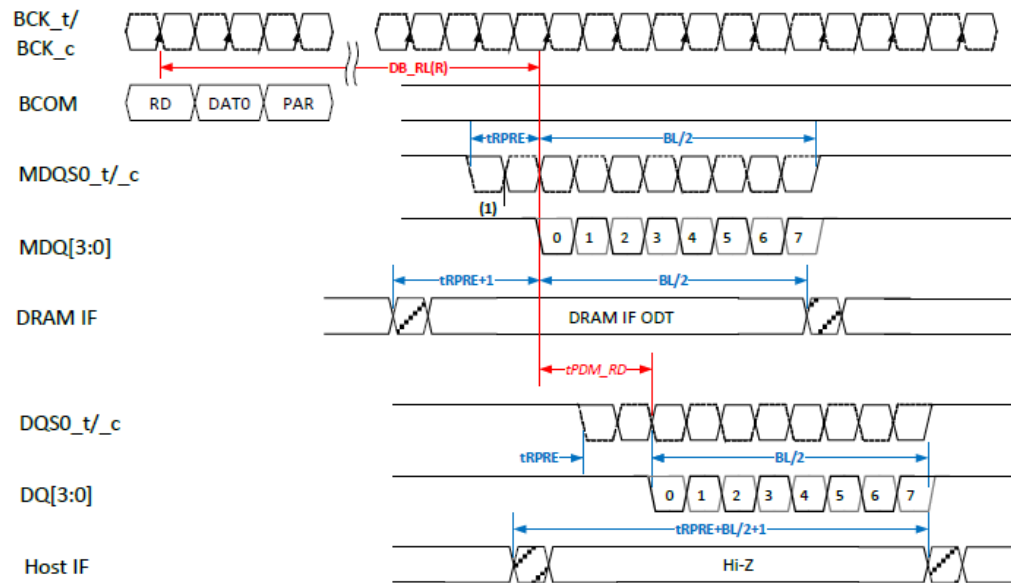 BCK_t/
BCK_c
DB_RL(R)
BCOM
RD DAT0 PAR
tRPRE BL/2
MDQS0_t/_c
(1)
MDQ[3:0]
0 1 2 3 4 5 6 7
tRPRE+1 BL/2
DRAM IF
DRAM IF ODT
tPDM_RD
DQS0_t/_c
tRPRE BL/2
DQ[3:0]
0 1 2 3 4 5 6 7
tRPRE+BL/2+1
Host IF
Hi-Z